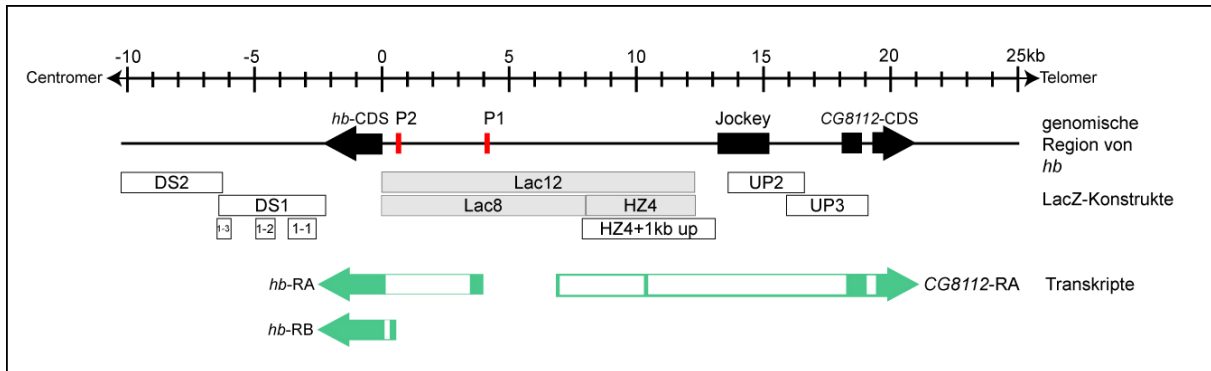 -10 -5 0 5 10 15 20 25kb
Centromer Telomer
hb-CDS P2 P1 Jockey CG8112-CDS
genomische
Region von
hb
DS2 Lac12 UP2
DS1 Lac8 HZ4 UP3 LacZ-Konstrukte
1-3 1-2 1-1 HZ4+1kb up
hb-RA CG8112-RA Transkripte
hb-RB